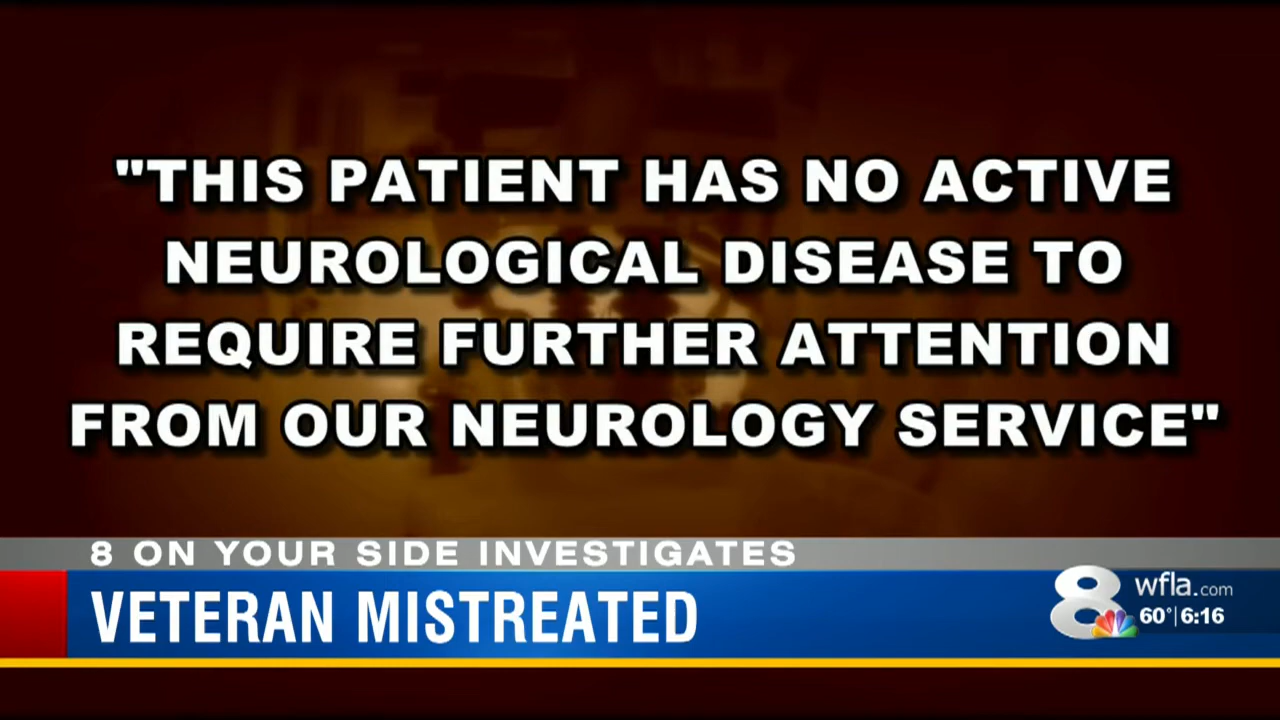 "THIS PATIENT HAS NO ACTIVE
NEUROLOGICAL DISEASE TO
REQUIRE FURTHER ATTENTION
FROM OUR NEUROLOGY SERVICE"
8 ON YOUR SIDE INVESTIGATES
VETERAN MISTREATED
8
wfla.com
60°|6:16